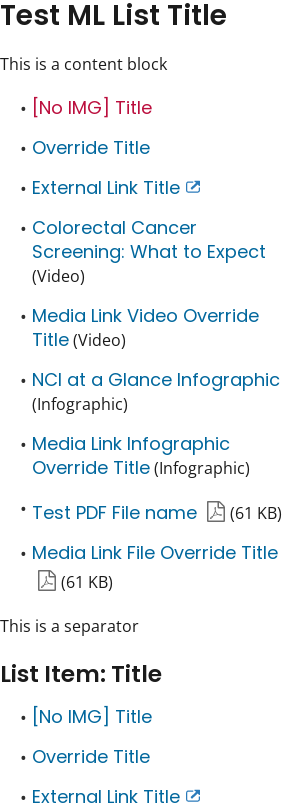 Test ML List Title
This is a content block
[No IMG] Title
Override Title
External Link Title
Colorectal Cancer
Screening: What to Expect
(Video)
Media Link Video Override
Title (Video)
NCI at a Glance Infographic
(Infographic)
Media Link Infographic
Override Title (Infographic)
Test PDF File name (61 KB)
Media Link File Override Title
(61 KB)
This is a separator
List Item: Title
[No IMG] Title
Override Title
External Link Title